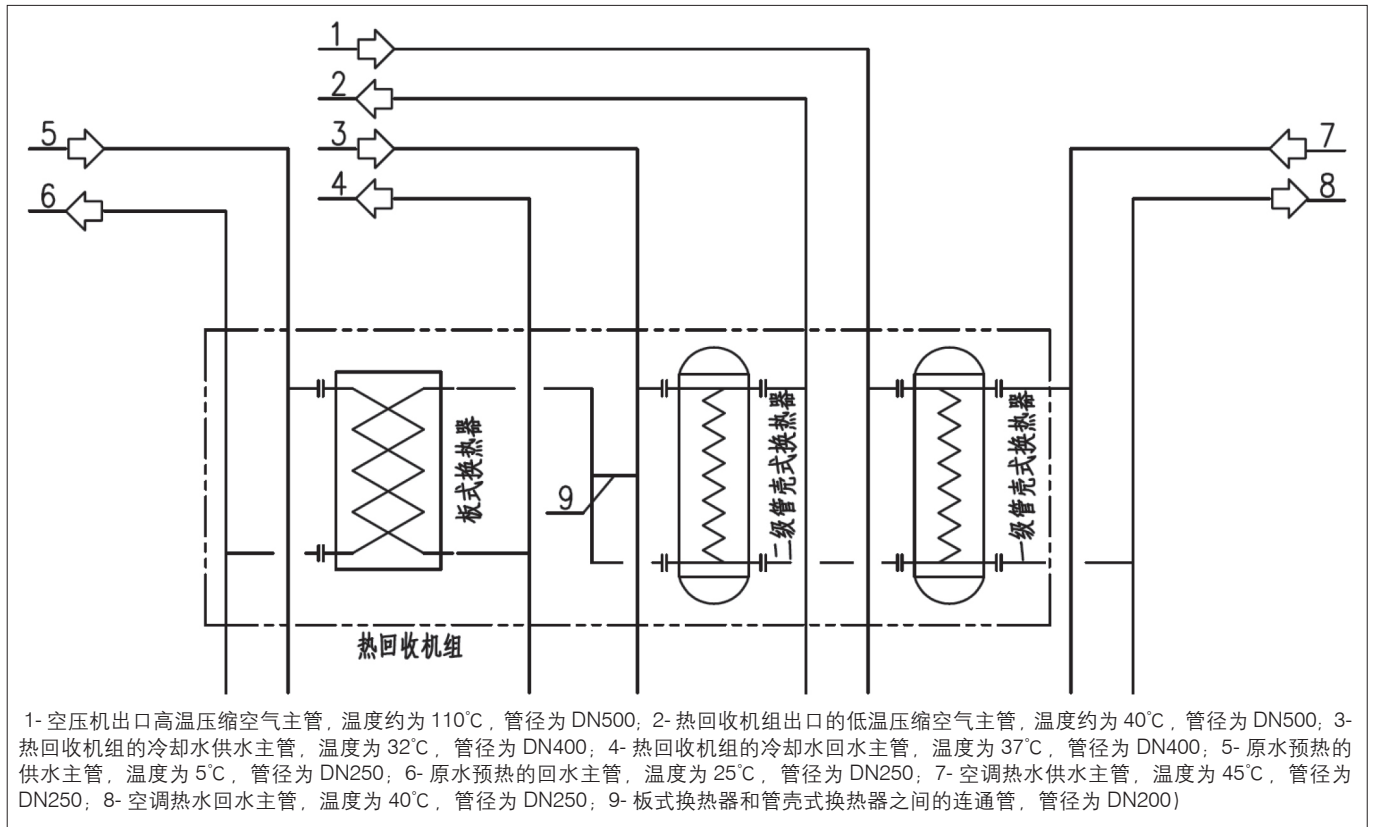 1
2
5
3
7
6
4
8
板式换热器
9
二级管壳式换热器
一级管壳式换热器
热回收机组
1- 空压机出口高温压缩空气主管，温度约为 110℃，管径为 DN500；2- 热回收机组出口的低温压缩空气主管，温度约为 40℃，管径为 DN500；3-
热回收机组的冷却水供水主管，温度为 32℃，管径为 DN400；4- 热回收机组的冷却水回水主管，温度为 37℃，管径为 DN400；5- 原水预热的
供水主管，温度为 5℃，管径为 DN250；6- 原水预热的回水主管，温度为 25℃，管径为 DN250；7- 空调热水供水主管，温度为 45℃，管径为
DN250；8- 空调热水回水主管，温度为 40℃，管径为 DN250；9- 板式换热器和管壳式换热器之间的连通管，管径为 DN200)